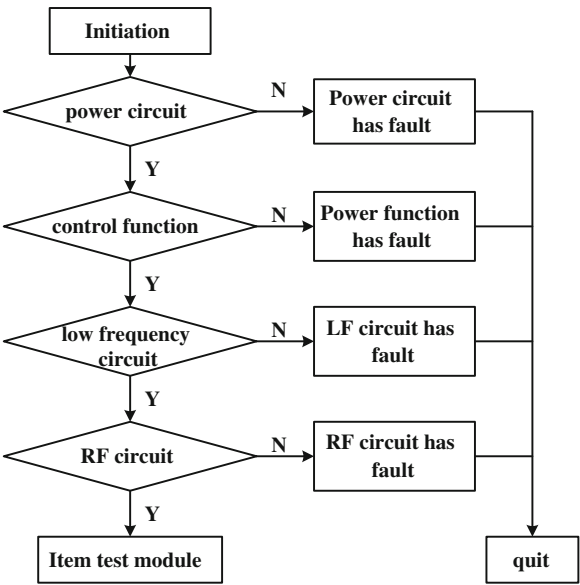 Initiation
power circuit
N
Power circuit
has fault
Y
control function
N
Power function
has fault
Y
low frequency
circuit
N
LF circuit has
fault
Y
RF circuit
N
RF circuit has
fault
Y
Item test module
quit